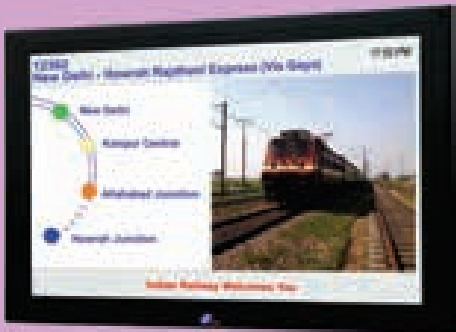 12302
New Delhi - Howrah Rajdhani Express (Via Gaya)
New Delhi
Kanpur Central
Allahabad Junction
Howrah Junction
Indian Railway Welcomes You